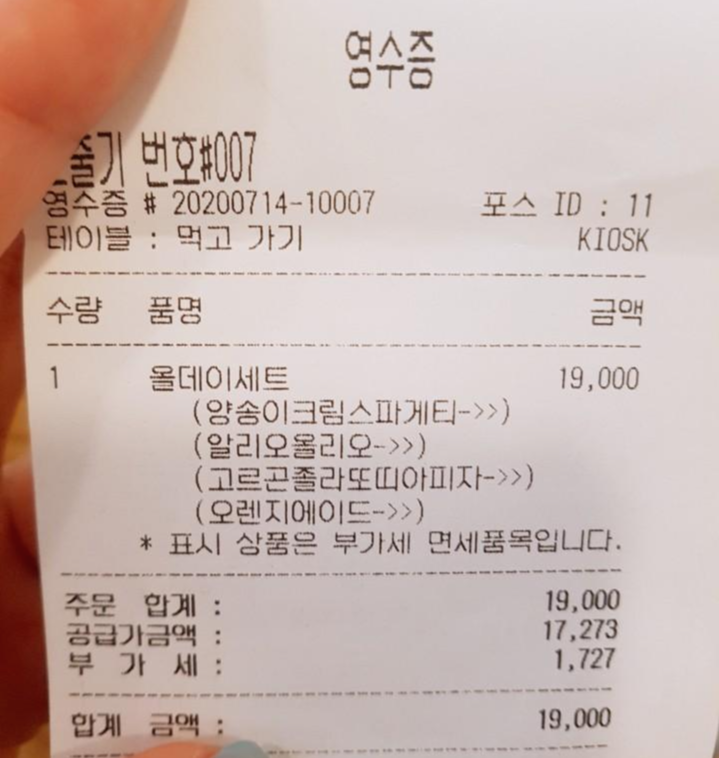 영수증
기 번호#007
영수증 # 20200714-10007 포스 ID : 11
테이블 : 먹고 가기 KIOSK
수량 품명 금액
1 올데이세트 19,000
(양송이크림스파게티->>)
(알리오올리오->>)
(고르곤졸라또띠아피자->>)
(오렌지에이드->>)
* 표시 상품은 부가세 면세품목입니다.
주문 합계 : 19,000
공급가금액 : 17,273
부 가 세 : 1,727
합계 금액 : 19,000